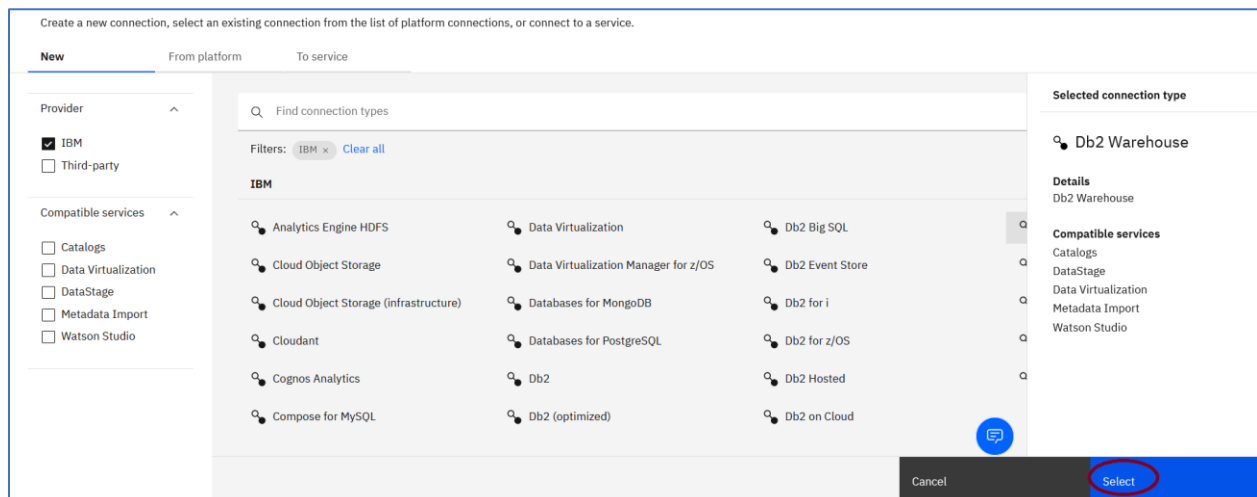 Create a new connection, select an existing connection from the list of platform connections, or connect to a service.
New From platform To service
Provider
IBM
Third-party
Compatible services
Catalogs
Data Virtualization
DataStage
Metadata Import
Watson Studio
Find connection types
Filters: IBM × Clear all
IBM
Analytics Engine HDFS Data Virtualization Db2 Big SQL
Cloud Object Storage Data Virtualization Manager for z/OS Db2 Event Store
Cloud Object Storage (infrastructure) Databases for MongoDB Db2 for i
Cloudant Databases for PostgreSQL Db2 for z/OS
Cognos Analytics Db2 Db2 Hosted
Compose for MySQL Db2 (optimized) Db2 on Cloud
Selected connection type
Db2 Warehouse
Details
Db2 Warehouse
Compatible services
Catalogs
DataStage
Data Virtualization
Metadata Import
Watson Studio
Cancel Select